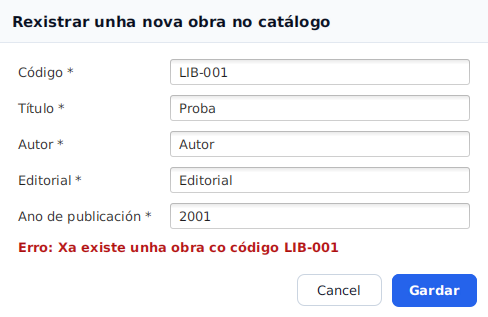 Rexistrar unha nova obra no catálogo
Código * LIB-001
Título * Proba
Autor * Autor
Editorial * Editorial
Ano de publicación * 2001
Erro: Xa existe unha obra co código LIB-001
Cancel Gardar